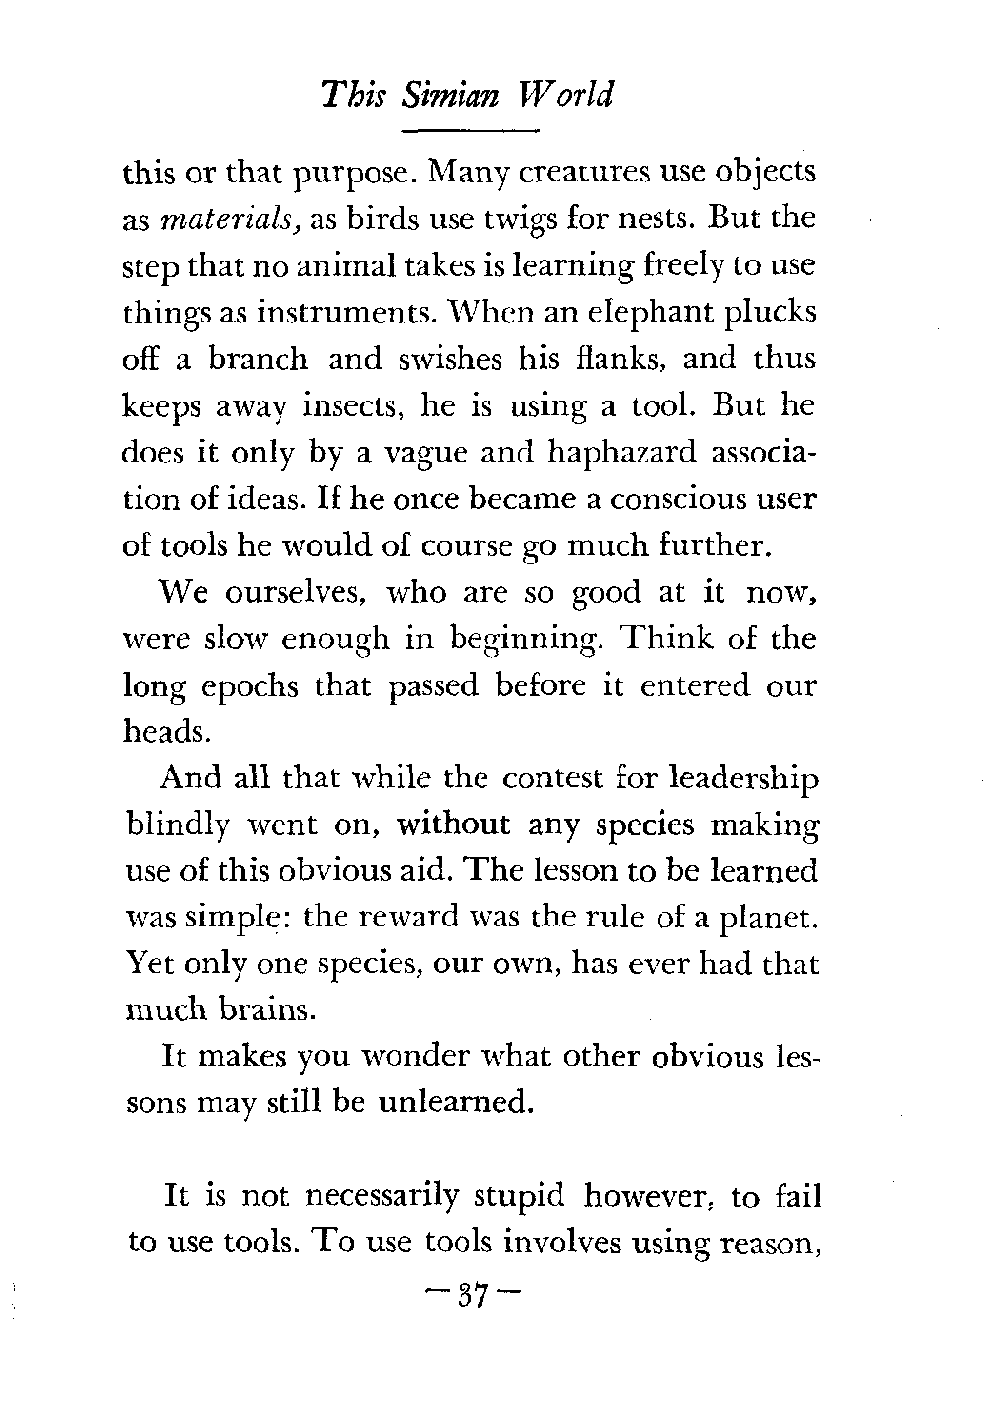 This Simian World
this or that purpose. Many creatures use objects
as materials, as birds use twigs for nests. But the
step that no animal takes is learning freely to use
things as instruments. When an elephant plucks
off a branch and swishes his flanks, and thus
keeps away insects, he is using a tool. But he
does it only by a vague and haphazard associa-
tion of ideas. If he once became a conscious user
of tools he would of course go much further.
We ourselves, who are so good at it now,
were slow enough in beginning. Think of the
long epochs that passed before it entered our
heads.
And all that while the contest for leadership
blindly went on, without any species making
use of this obvious aid. The lesson to be learned
was simple: the reward was the rule of a planet.
Yet only one species, our own, has ever had that
much brains.
It makes you wonder what other obvious les-
sons may still be unlearned.
It is not necessarily stupid however, to fail
to use tools. To use tools involves using reason,
— 37 —